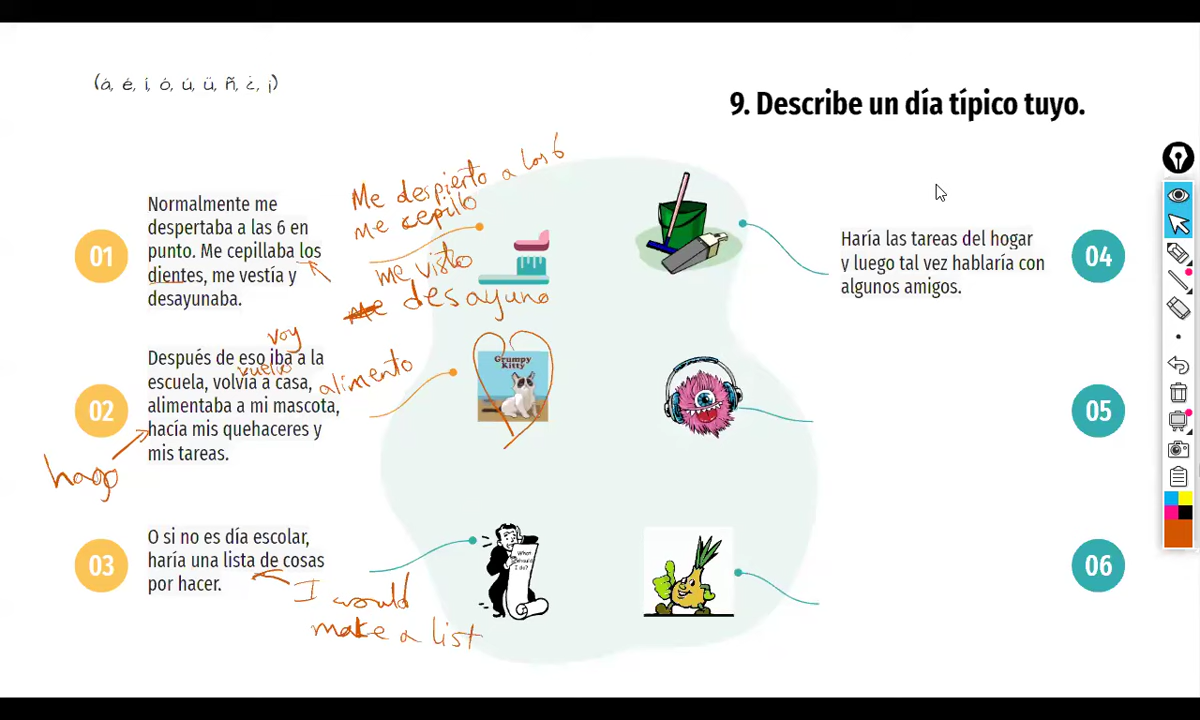 (á, é, í, ó, ú, ü, ñ, ¿, ¡)
9. Describe un día típico tuyo.
01
Normalmente me
despertaba a las 6 en
punto. Me cepillaba los
dientes, me vestía y
desayunaba.
Me despierto a las 6
me cepillo
me visto
me desayuno
02
voy
Después de eso iba a la
vuelvo
escuela, volvía a casa,
alimentaba a mi mascota,
hacía mis quehaceres y
mis tareas.
alimento
hago
Grumpy
Kitty
03
O si no es día escolar,
haría una lista de cosas
por hacer.
I would
make a list
What
should
I do?
04
Haría las tareas del hogar
y luego tal vez hablaría con
algunos amigos.
05
06